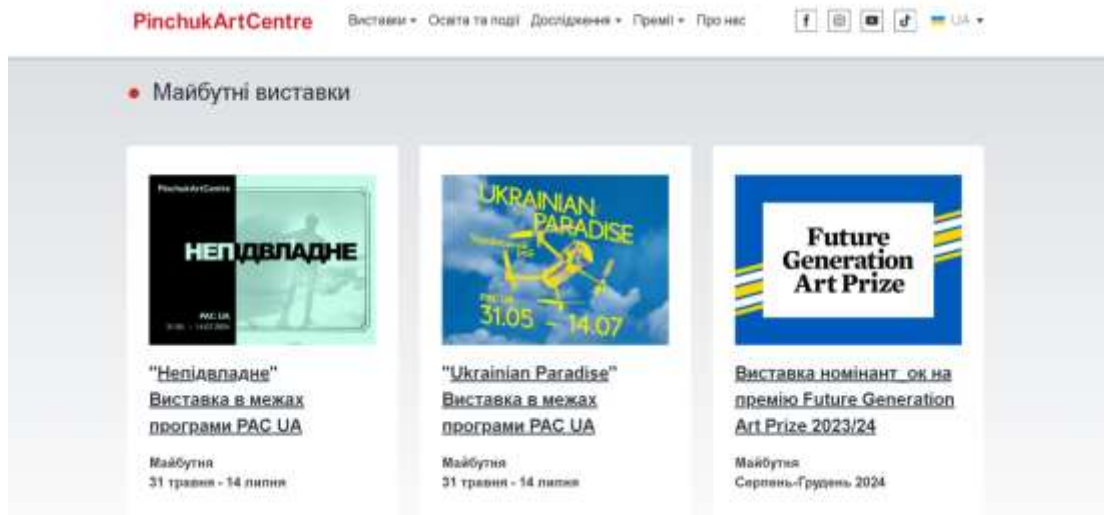 PinchukArtCentre
Виставки Освіта та події Дослідження Премії Про нас UA
Майбутні виставки
PinchukArtCentre
НЕПІДВЛАДНЕ
PAC UA
"Непідвладне"
Виставка в межах
програми PAC UA
Майбутня
31 травня - 14 липня
UKRAINIAN
PARADISE
PAC UA
31.05 - 14.07
"Ukrainian Paradise"
Виставка в межах
програми PAC UA
Майбутня
31 травня - 14 липня
Future
Generation
Art Prize
Виставка номінант_ок на
премію Future Generation
Art Prize 2023/24
Майбутня
Серпень-Грудень 2024